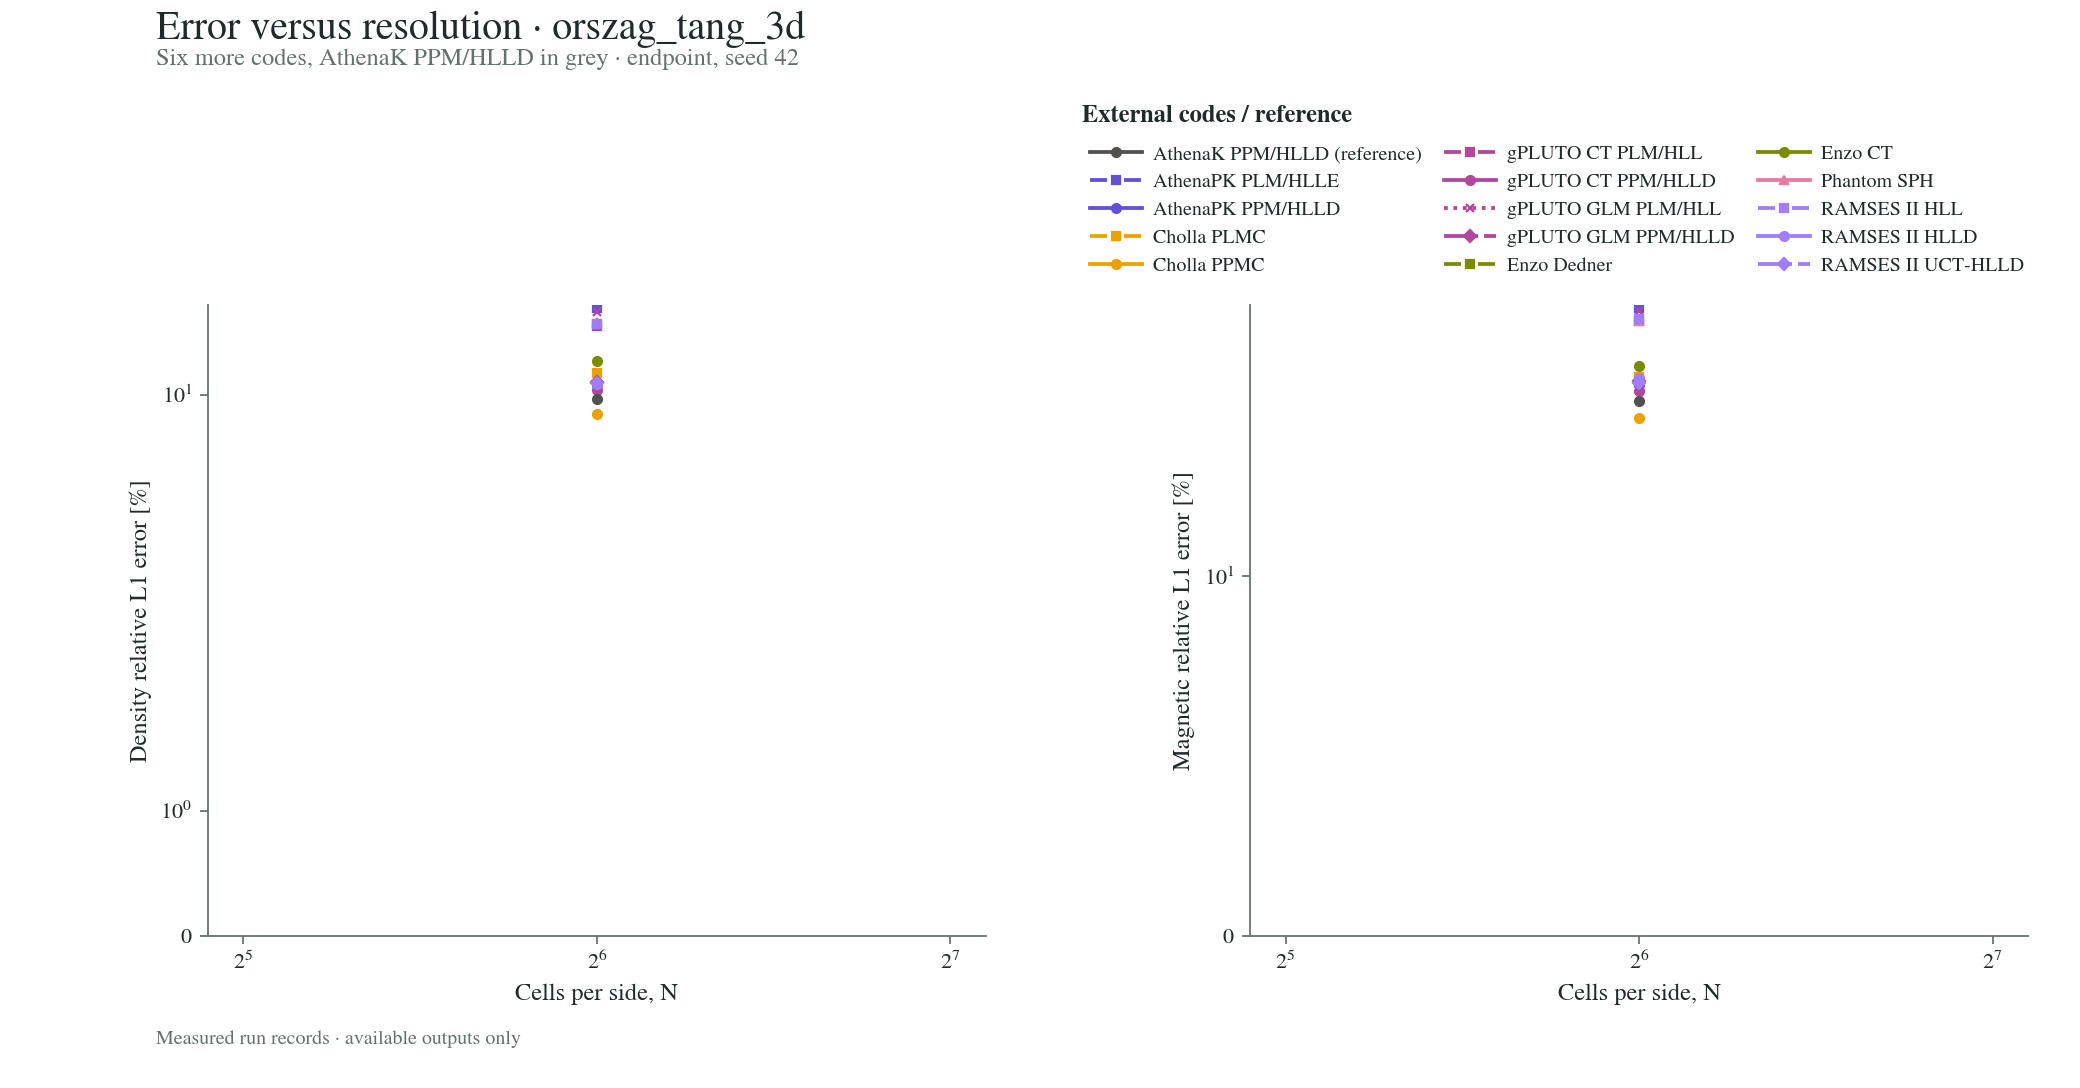 Error versus resolution · orszag_tang_3d
Six more codes, AthenaK PPM/HLLD in grey · endpoint, seed 42
External codes / reference
AthenaK PPM/HLLD (reference)
AthenaPK PLM/HLLE
AthenaPK PPM/HLLD
Cholla PLMC
Cholla PPMC
gPLUTO CT PLM/HLL
gPLUTO CT PPM/HLLD
gPLUTO GLM PLM/HLL
gPLUTO GLM PPM/HLLD
Enzo Dedner
Enzo CT
Phantom SPH
RAMSES II HLL
RAMSES II HLLD
RAMSES II UCT-HLLD
Density relative L1 error [%]
10¹
10⁰
0
2⁵ 2⁶ 2⁷
Cells per side, N
Magnetic relative L1 error [%]
10¹
0
2⁵ 2⁶ 2⁷
Cells per side, N
Measured run records · available outputs only